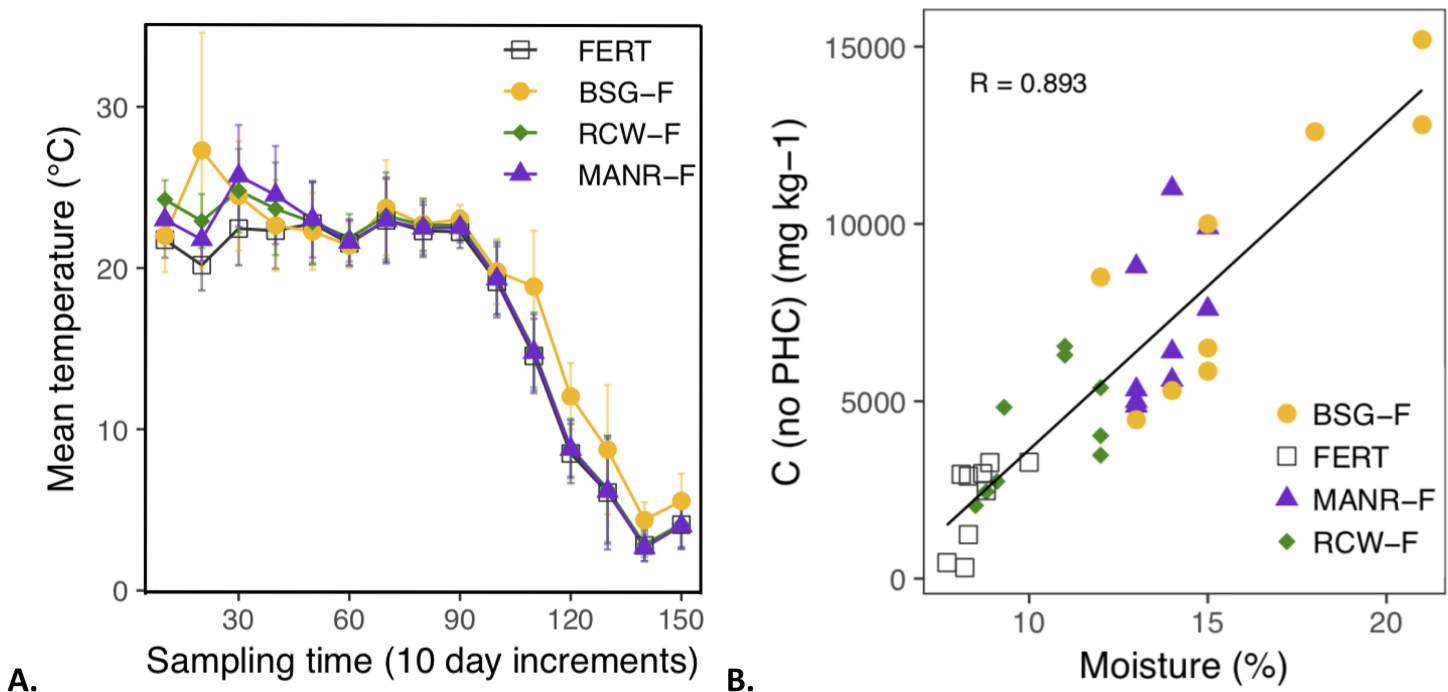 FERT
BSG–F
RCW–F
MANR–F
30
20
10
0
Mean temperature (°C)
30
60
90
120
150
Sampling time (10 day increments)
A.
15000
10000
5000
0
C (no PHC) (mg kg−1)
R = 0.893
BSG–F
FERT
MANR–F
RCW–F
10
15
20
Moisture (%)
B.